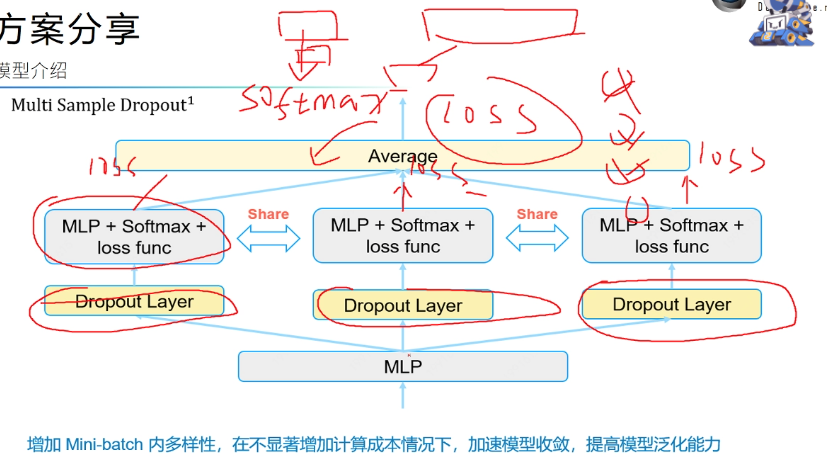 方案分享
模型介绍
Multi Sample Dropout¹
softmax
loss
Average
loss
loss
loss
Share
Share
MLP + Softmax +
loss func
MLP + Softmax +
loss func
MLP + Softmax +
loss func
Dropout Layer
Dropout Layer
Dropout Layer
MLP
增加 Mini-batch 内多样性，在不显著增加计算成本情况下，加速模型收敛，提高模型泛化能力